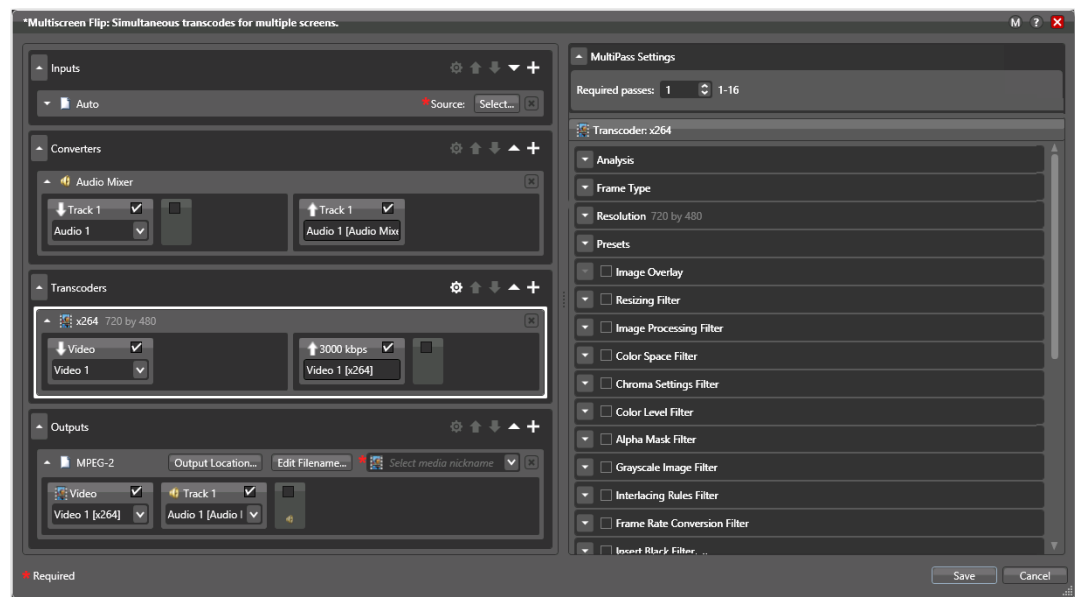 *Multiscreen Flip: Simultaneous transcodes for multiple screens.
M ?
Inputs
Auto
*Source: Select...
Converters
Audio Mixer
Track 1
Audio 1
Track 1
Audio 1 [Audio Mixe
Transcoders
x264 720 by 480
Video
Video 1
3000 kbps
Video 1 [x264]
Outputs
MPEG-2 Output Location... Edit Filename... * Select media nickname
Video
Video 1 [x264]
Track 1
Audio 1 [Audio I
* Required
MultiPass Settings
Required passes: 1 1-16
Transcoder: x264
Analysis
Frame Type
Resolution 720 by 480
Presets
Image Overlay
Resizing Filter
Image Processing Filter
Color Space Filter
Chroma Settings Filter
Color Level Filter
Alpha Mask Filter
Grayscale Image Filter
Interlacing Rules Filter
Frame Rate Conversion Filter
Insert Black Filter. ..
Save Cancel